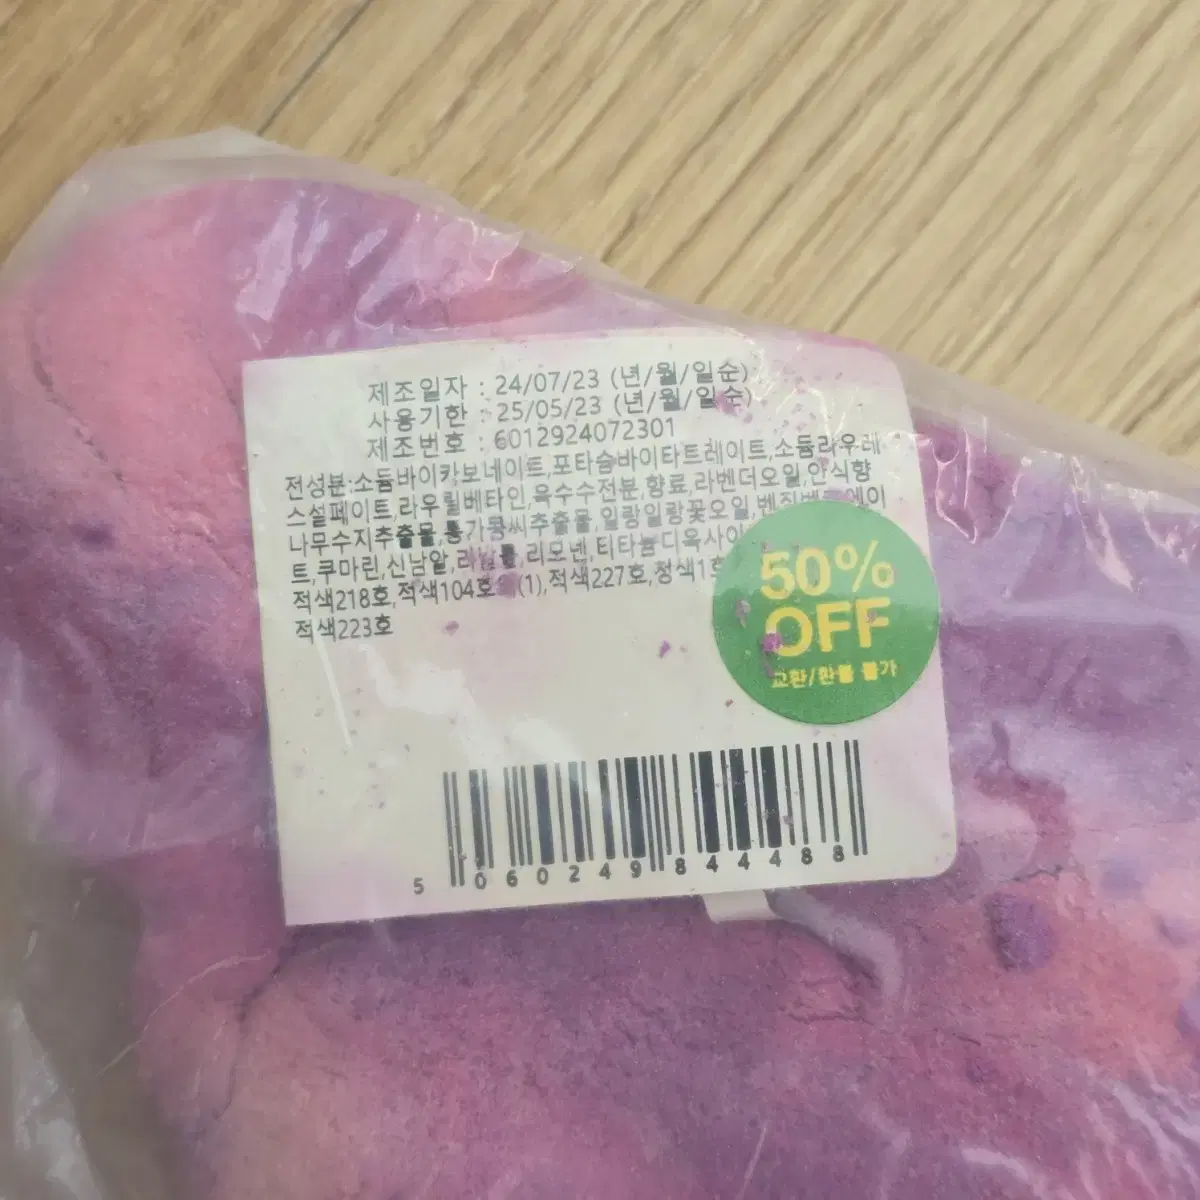 제조일자 : 24/07/23 (년/월/일순)
사용기한 : 25/05/23 (년/월/일순)
제조번호 : 6012924072301
전성분:소듐바이카보네이트,포타슘바이타트레이트,소듐라우레
스설페이트,라우릴베타인,옥수수전분,향료,라벤더오일,안식향
나무수지추출물,통가콩씨추출물,일랑일랑꽃오일,
트,쿠마린,신남알,리날룰,리모넨,티타늄디옥사이
적색218호,적색104호의(1),적색227호,청색1호
적색223호
50%
OFF
교환/환불 불가
5 060249 844488